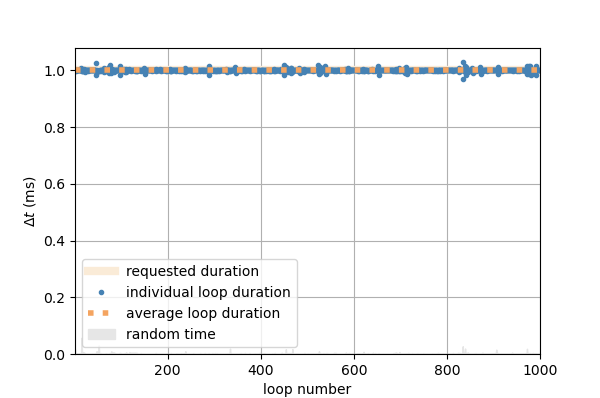 1.0
0.8
0.6
0.4
0.2
0.0
Δt (ms)
requested duration
individual loop duration
average loop duration
random time
200
400
600
800
1000
loop number